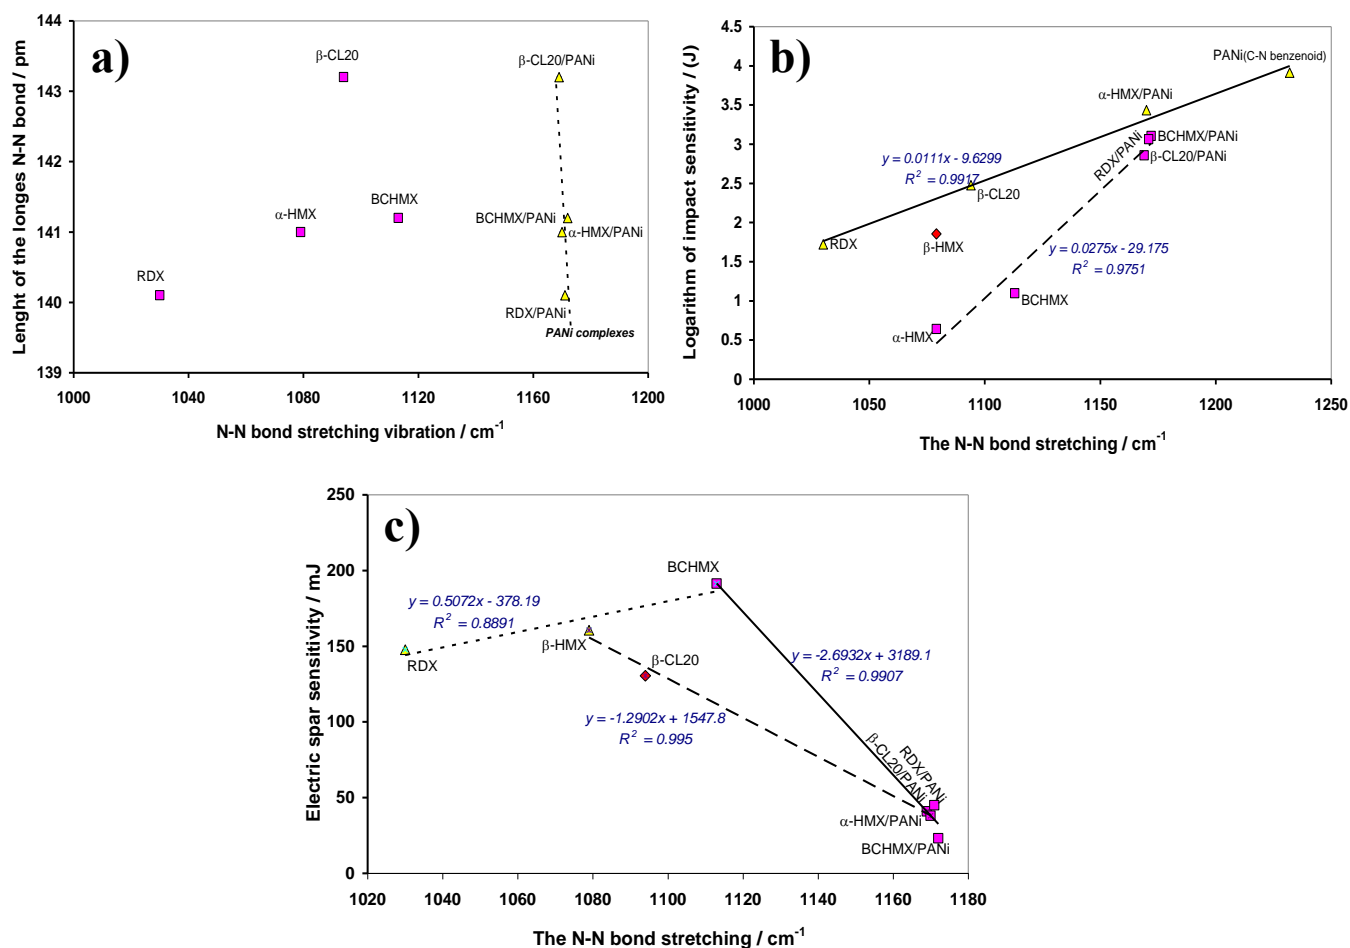 a)
Lenght of the longes N-N bond / pm
144
143
142
141
140
139
β-CL20
β-CL20/PANi
BCHMX
α-HMX
BCHMX/PANi
α-HMX/PANi
RDX
RDX/PANi
PANi complexes
1000 1040 1080 1120 1160 1200
N-N bond stretching vibration / cm-1
b)
Logarithm of impact sensitivity / (J)
4.5
4
3.5
3
2.5
2
1.5
1
0.5
0
PANi(C-N benzenoid)
α-HMX/PANi
BCHMX/PANi
RDX/PANi
β-CL20/PANi
y = 0.0111x - 9.6299
R2 = 0.9917
β-CL20
RDX
β-HMX
y = 0.0275x - 29.175
R2 = 0.9751
BCHMX
α-HMX
1000 1050 1100 1150 1200 1250
The N-N bond stretching / cm-1
c)
Electric spar sensitivity / mJ
250
200
150
100
50
0
BCHMX
y = 0.5072x - 378.19
R2 = 0.8891
RDX
β-HMX
β-CL20
y = -2.6932x + 3189.1
R2 = 0.9907
y = -1.2902x + 1547.8
R2 = 0.995
RDX/PANi
β-CL20/PANi
α-HMX/PANi
BCHMX/PANi
1020 1040 1060 1080 1100 1120 1140 1160 1180
The N-N bond stretching / cm-1